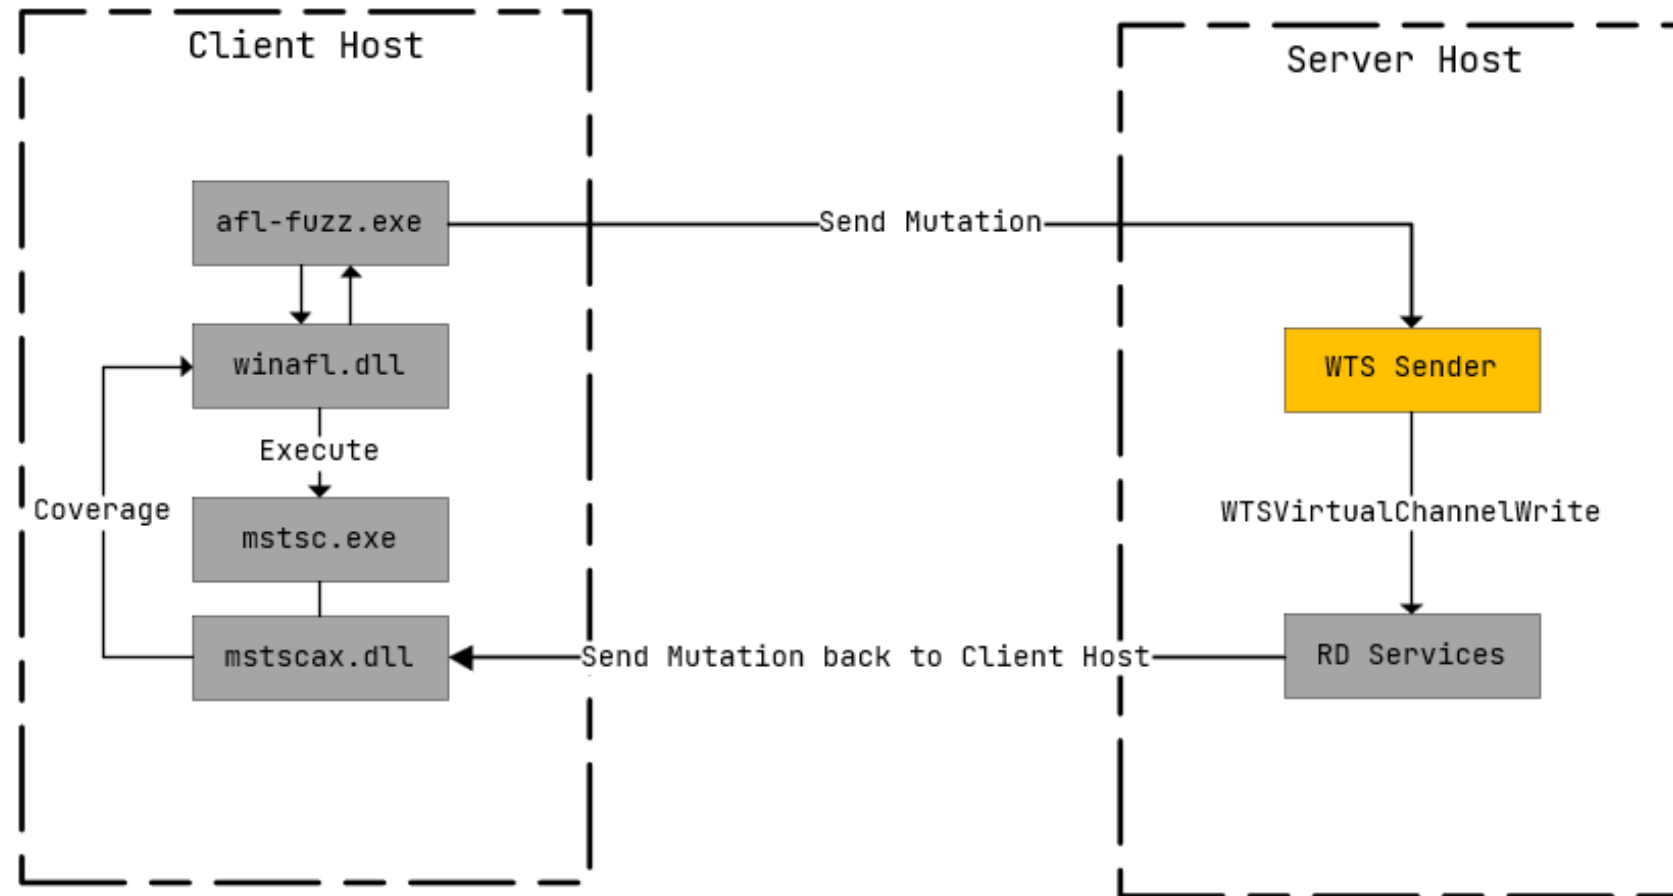 Client Host
Server Host
afl-fuzz.exe
Send Mutation
winafl.dll
WTS Sender
Execute
Coverage
WTSVirtualChannelWrite
mstsc.exe
mstscax.dll
Send Mutation back to Client Host
RD Services